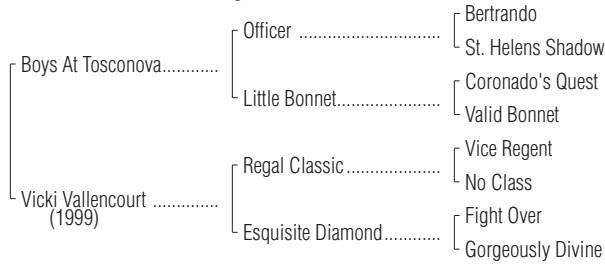 Bertrando
Officer ................................
St. Helens Shadow
Boys At Tosconova............
Coronado's Quest
Little Bonnet.......................
Valid Bonnet
Vice Regent
Regal Classic .....................
No Class
Vicki Vallencourt ..............
(1999)
Fight Over
Esquisite Diamond............
Gorgeously Divine